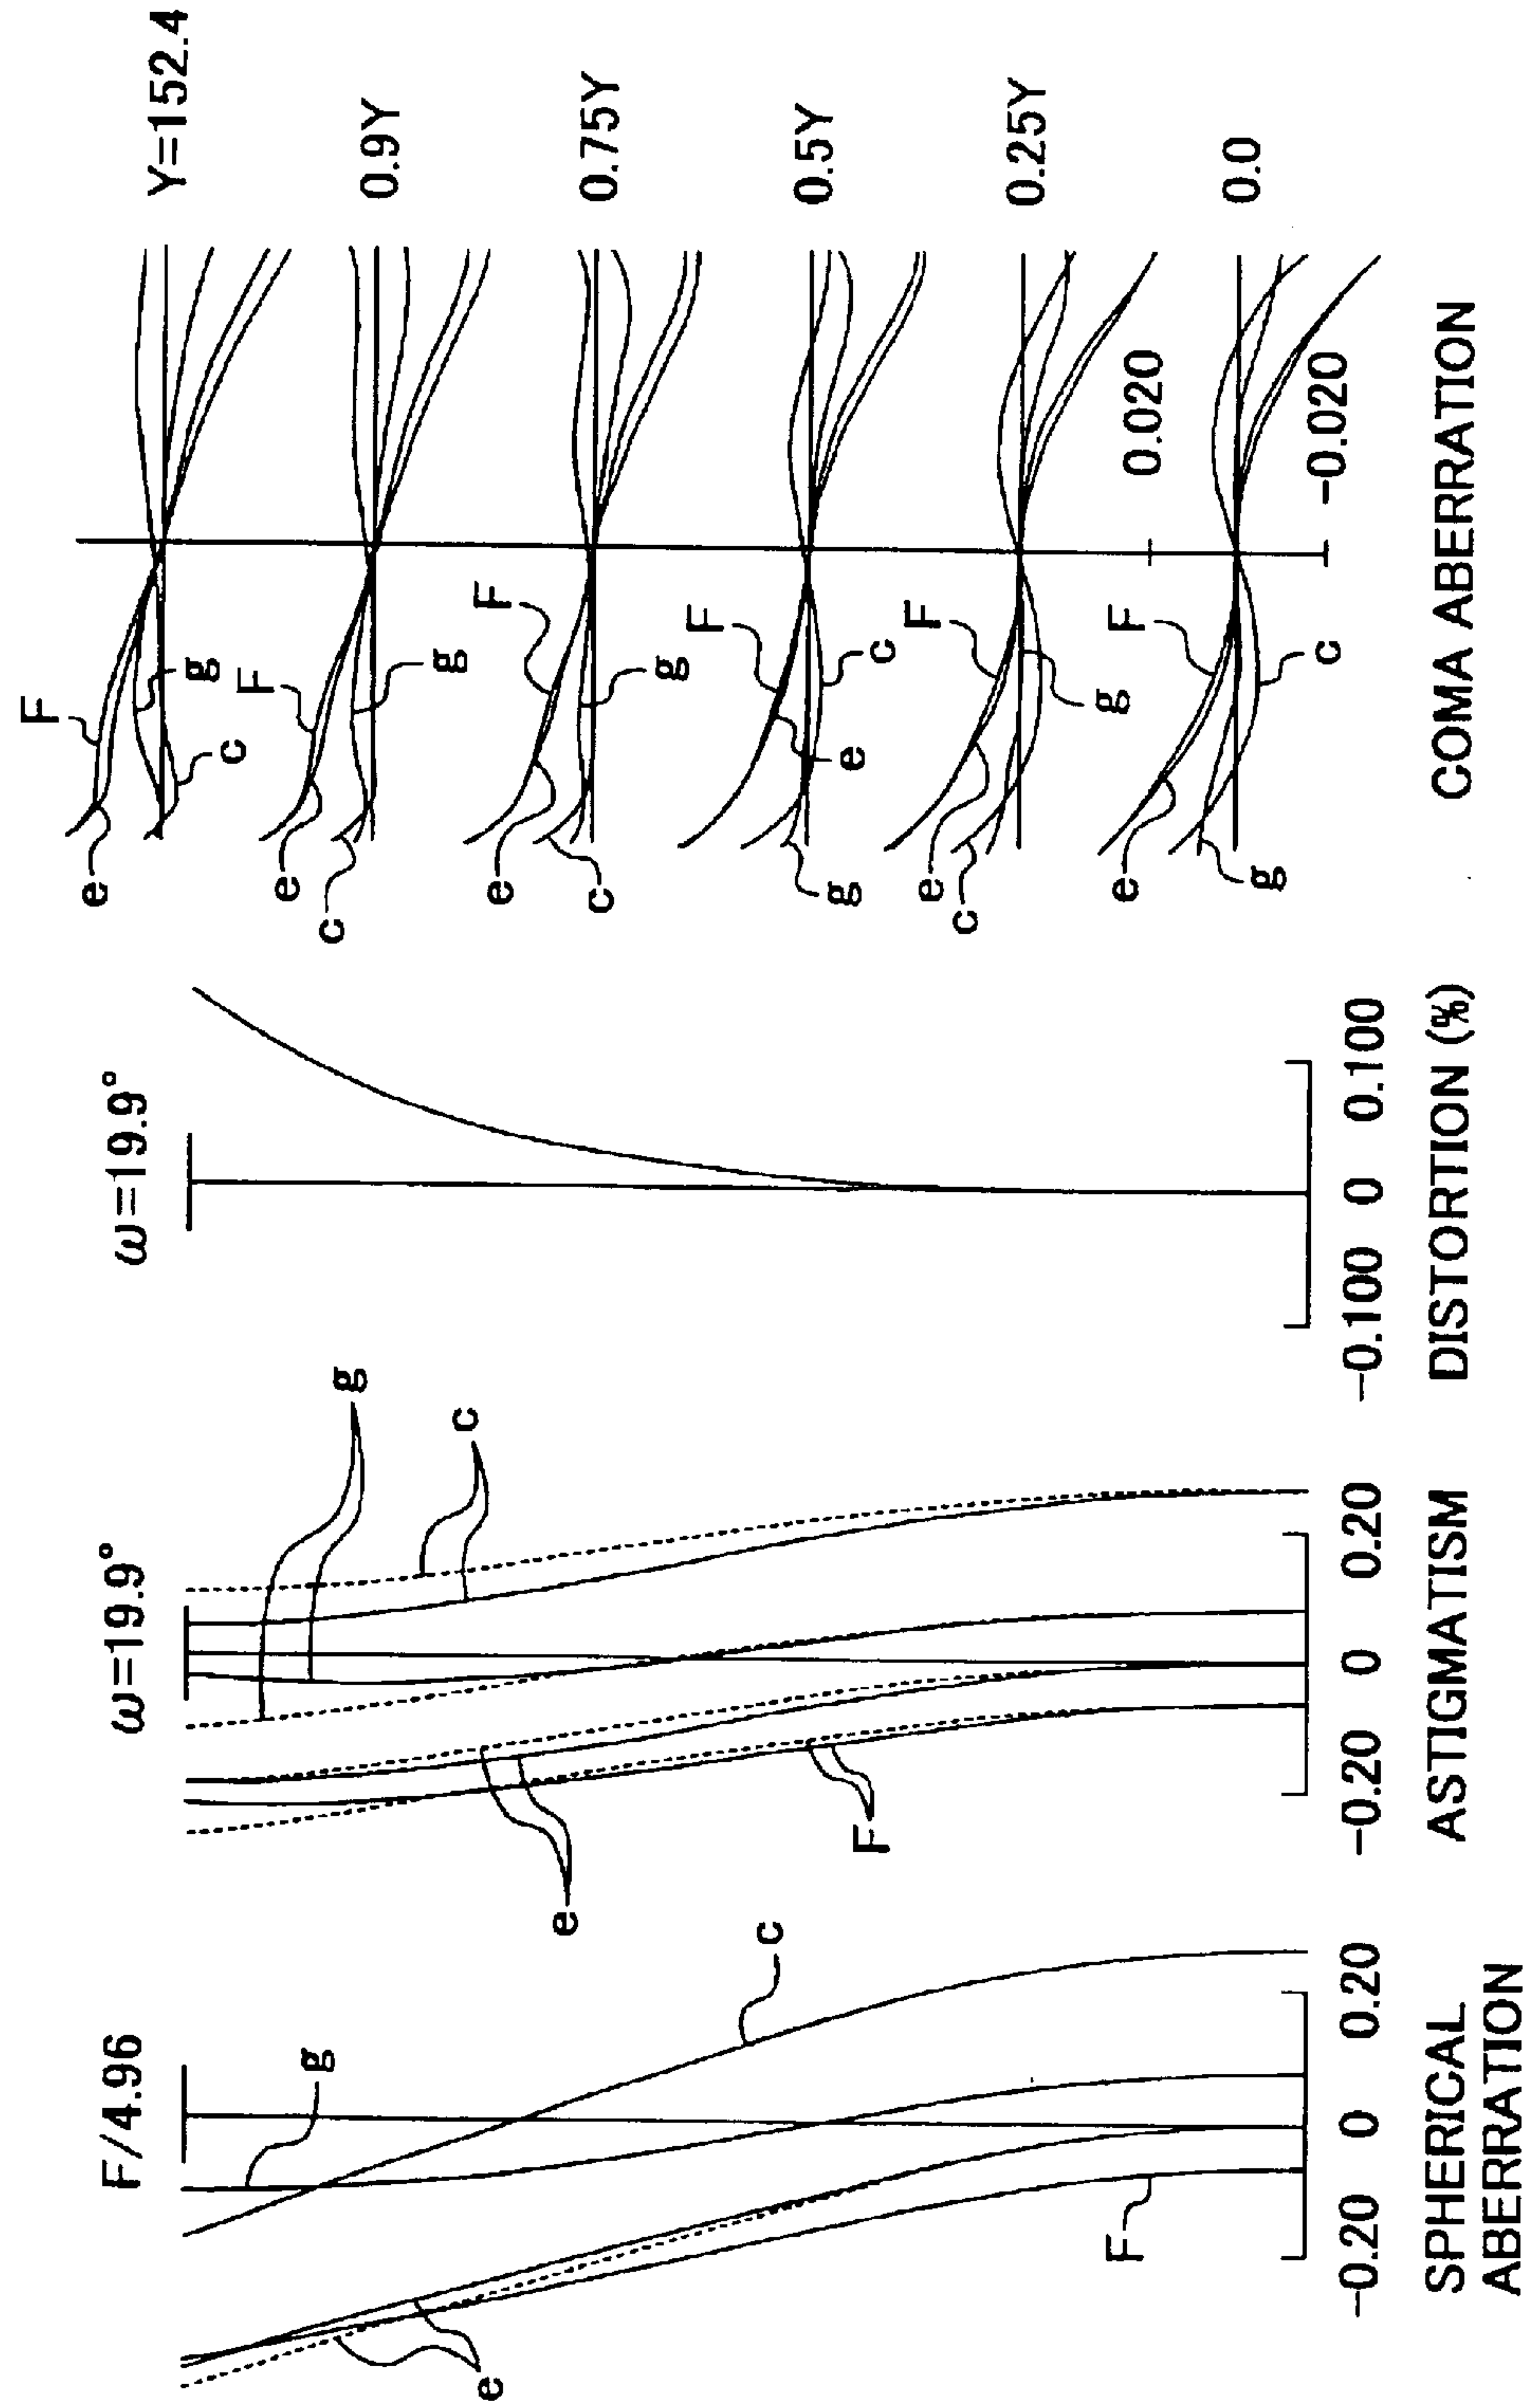 F/4.96
g
c
e
F
-0.20 0 0.20
SPHERICAL
ABERRATION
ω=19.9°
g
c
e
F
-0.20 0 0.20
ASTIGMATISM
ω=19.9°
-0.100 0 0.100
DISTORTION (%)
F
e
g
c
Y=152.4
F
e
g
c
0.9Y
F
e
g
c
0.75Y
F
c
e
g
0.5Y
F
e
c
g
0.25Y
0.020
F
e
c
g
0.0
-0.020
COMA ABERRATION